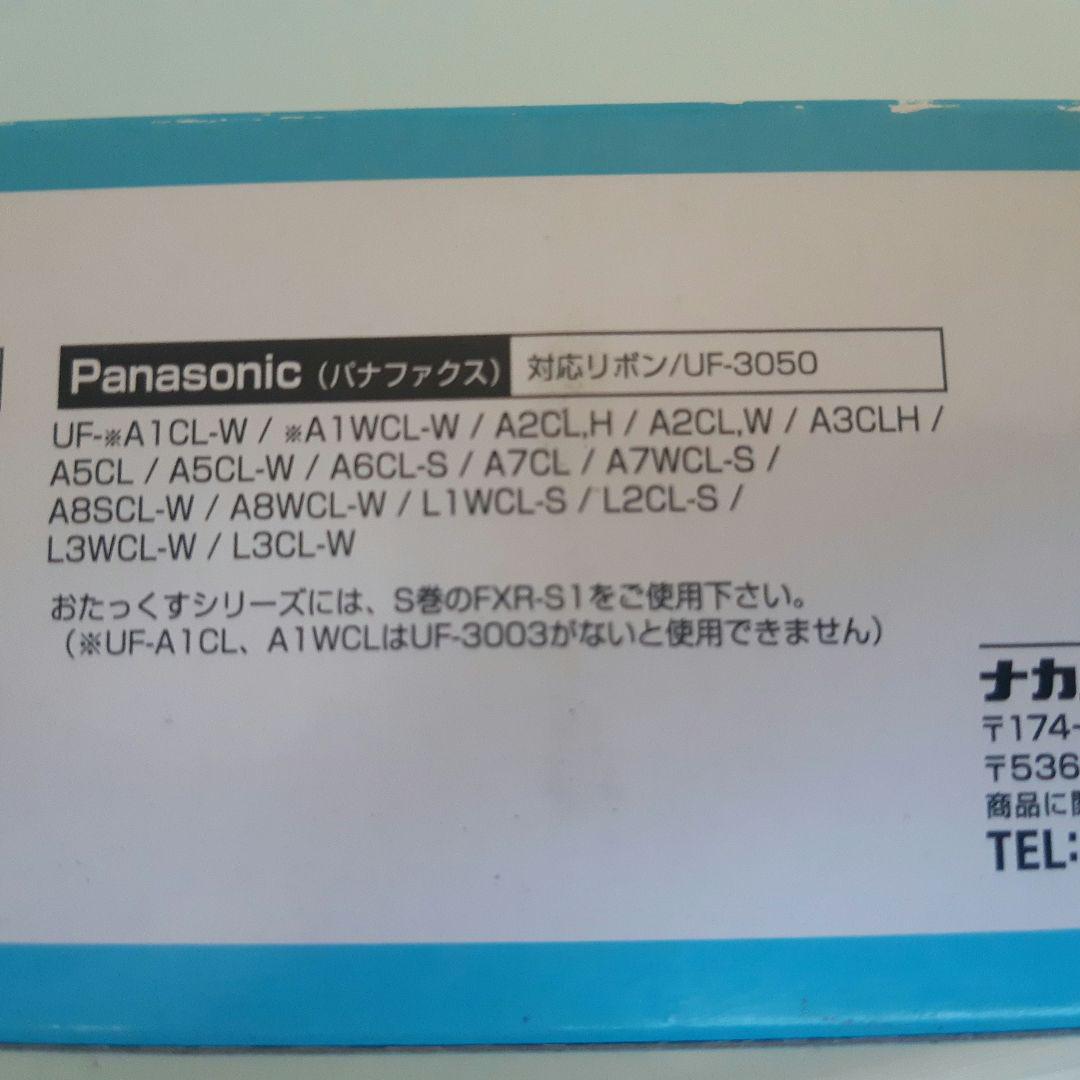 Panasonic（パナファクス） 対応リボン/UF-3050
UF-※A1CL-W / ※A1WCL-W / A2CL,H / A2CL,W / A3CLH /
A5CL / A5CL-W / A6CL-S / A7CL / A7WCL-S /
A8SCL-W / A8WCL-W / L1WCL-S / L2CL-S /
L3WCL-W / L3CL-W
おたっくすシリーズには、S巻のFXR-S1をご使用下さい。
（※UF-A1CL、A1WCLはUF-3003がないと使用できません）
ナカ
〒174-
〒536
商品に
TEL: